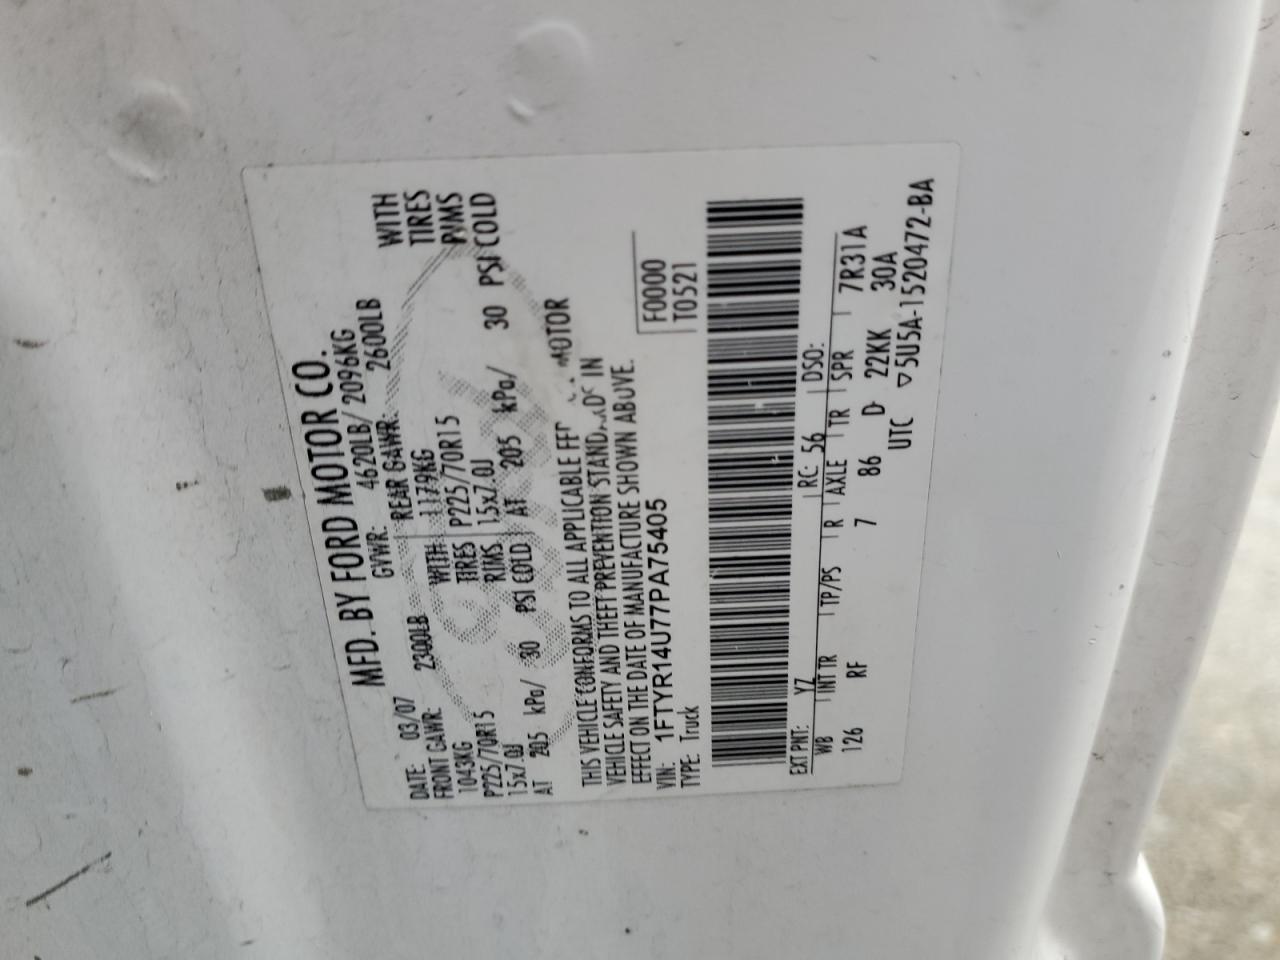 MFD. BY FORD MOTOR CO.
DATE: 03/07 GVWR: 4620LB/ 2096KG
FRONT GAWR: 2300LB REAR GAWR: 2600LB
1043KG WITH 1179KG WITH
P225/70R15 TIRES P225/70R15 TIRES
15x7.0J RIMS 15x7.0J RIMS
AT 205 kPa/ 30 PSI COLD AT 205 kPa/ 30 PSI COLD
THIS VEHICLE CONFORMS TO ALL APPLICABLE MOTOR
VEHICLE SAFETY AND THEFT PREVENTION STANDARDS IN
EFFECT ON THE DATE OF MANUFACTURE SHOWN ABOVE.
VIN: 1FTYR14U77PA75405 F0000
TYPE: Truck T0521
EXT PNT: YZ RC: 56 DSO:
WB INT TR TP/PS R AXLE TR SPR 7R31A
126 RF 7 86 D 22KK 30A
UTC ▽5U5A-1520472-BA